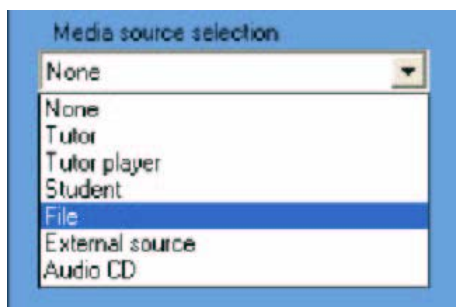 Media source selection
None
None
Tutor
Tutor player
Student
File
External source
Audio CD